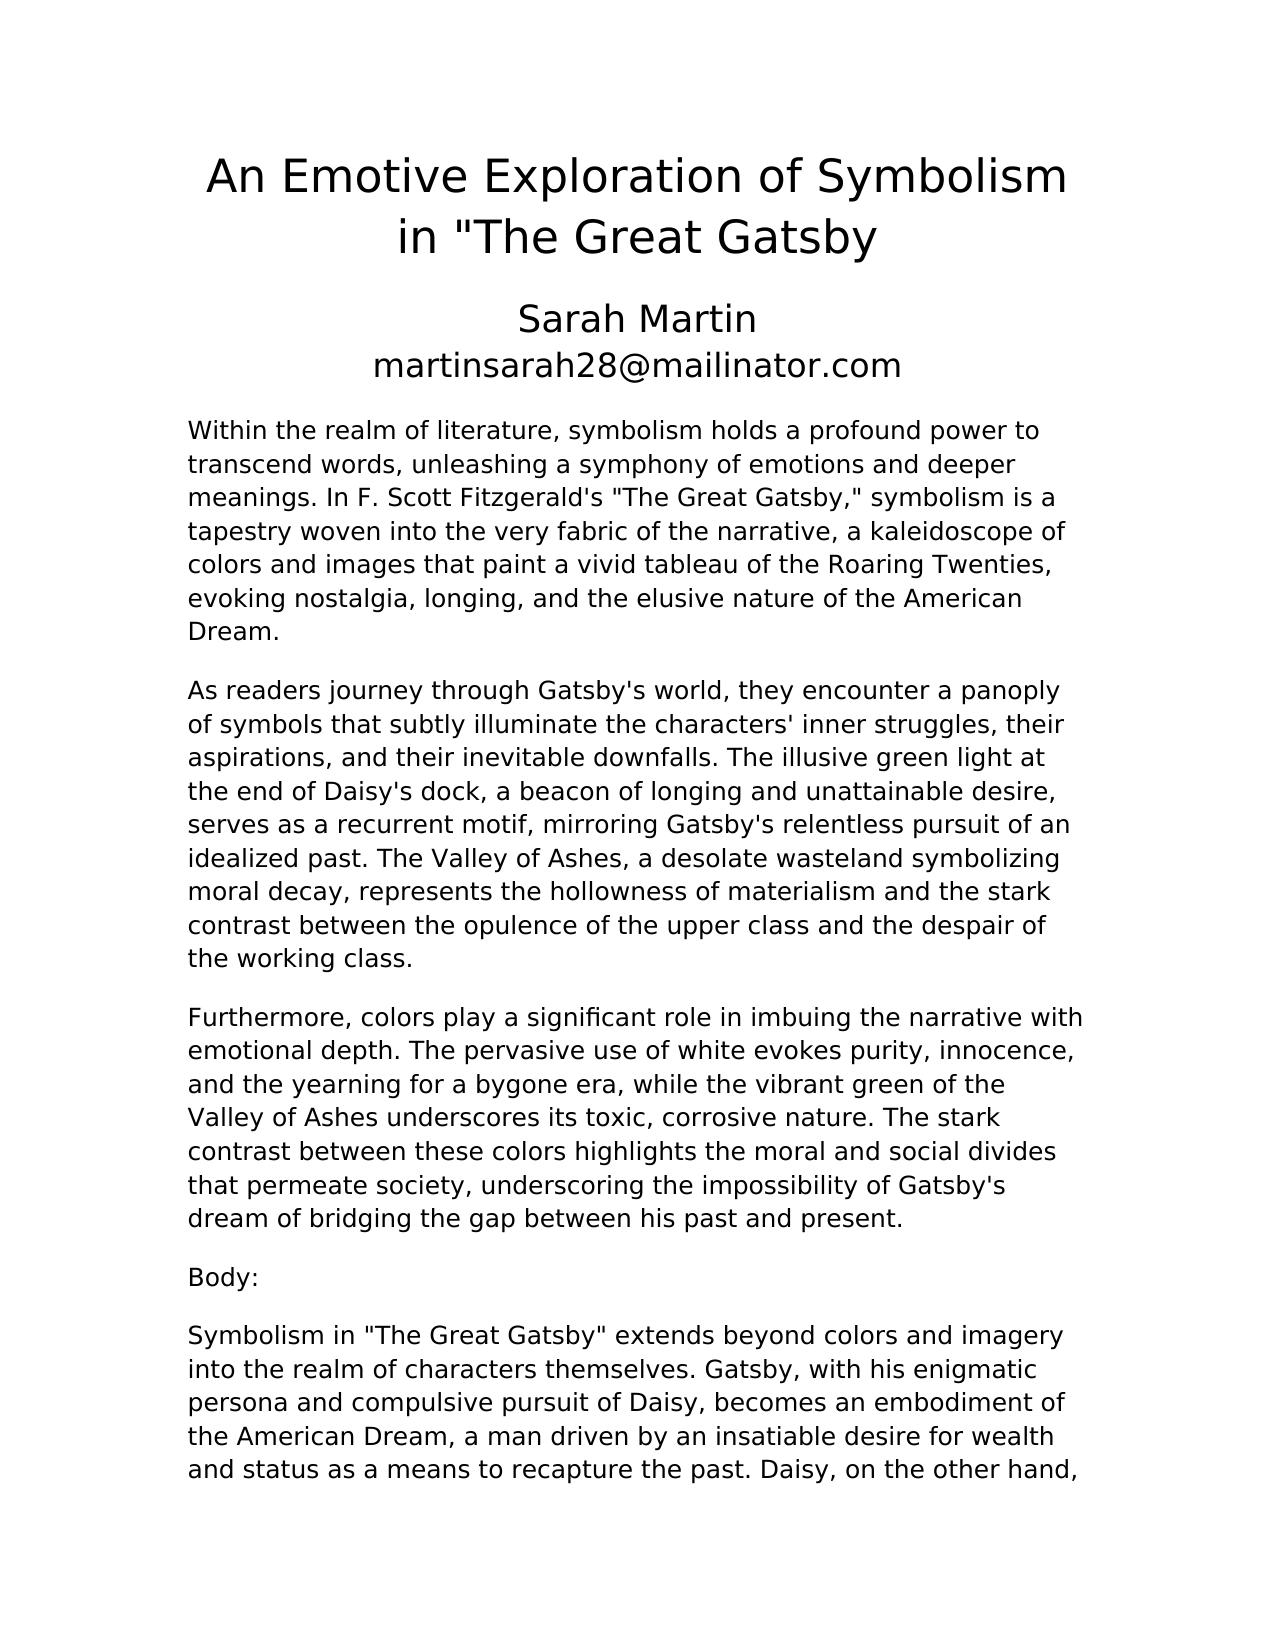 An Emotive Exploration of Symbolism
in "The Great Gatsby
Sarah Martin
martinsarah28@mailinator.com
Within the realm of literature, symbolism holds a profound power to
transcend words, unleashing a symphony of emotions and deeper
meanings. In F. Scott Fitzgerald's "The Great Gatsby," symbolism is a
tapestry woven into the very fabric of the narrative, a kaleidoscope of
colors and images that paint a vivid tableau of the Roaring Twenties,
evoking nostalgia, longing, and the elusive nature of the American
Dream.
As readers journey through Gatsby's world, they encounter a panoply
of symbols that subtly illuminate the characters' inner struggles, their
aspirations, and their inevitable downfalls. The illusive green light at
the end of Daisy's dock, a beacon of longing and unattainable desire,
serves as a recurrent motif, mirroring Gatsby's relentless pursuit of an
idealized past. The Valley of Ashes, a desolate wasteland symbolizing
moral decay, represents the hollowness of materialism and the stark
contrast between the opulence of the upper class and the despair of
the working class.
Furthermore, colors play a significant role in imbuing the narrative with
emotional depth. The pervasive use of white evokes purity, innocence,
and the yearning for a bygone era, while the vibrant green of the
Valley of Ashes underscores its toxic, corrosive nature. The stark
contrast between these colors highlights the moral and social divides
that permeate society, underscoring the impossibility of Gatsby's
dream of bridging the gap between his past and present.
Body:
Symbolism in "The Great Gatsby" extends beyond colors and imagery
into the realm of characters themselves. Gatsby, with his enigmatic
persona and compulsive pursuit of Daisy, becomes an embodiment of
the American Dream, a man driven by an insatiable desire for wealth
and status as a means to recapture the past. Daisy, on the other hand,